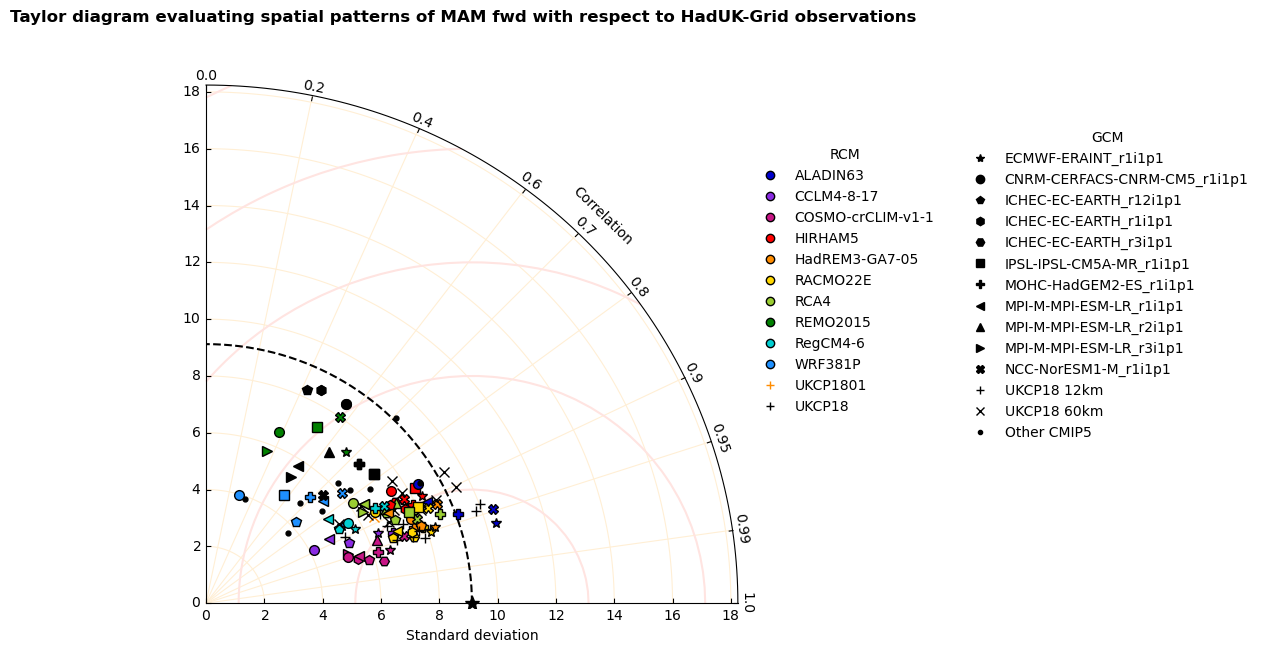 Taylor diagram evaluating spatial patterns of MAM fwd with respect to HadUK-Grid observations
0.0
0.2
0.4
0.6
0.7
0.8
0.9
0.95
0.99
1.0
Correlation
18
16
14
12
10
8
6
4
2
0
0 2 4 6 8 10 12 14 16 18
Standard deviation
RCM
ALADIN63
CCLM4-8-17
COSMO-crCLIM-v1-1
HIRHAM5
HadREM3-GA7-05
RACMO22E
RCA4
REMO2015
RegCM4-6
WRF381P
UKCP1801
UKCP18
GCM
ECMWF-ERAINT_r1i1p1
CNRM-CERFACS-CNRM-CM5_r1i1p1
ICHEC-EC-EARTH_r12i1p1
ICHEC-EC-EARTH_r1i1p1
ICHEC-EC-EARTH_r3i1p1
IPSL-IPSL-CM5A-MR_r1i1p1
MOHC-HadGEM2-ES_r1i1p1
MPI-M-MPI-ESM-LR_r1i1p1
MPI-M-MPI-ESM-LR_r2i1p1
MPI-M-MPI-ESM-LR_r3i1p1
NCC-NorESM1-M_r1i1p1
UKCP18 12km
UKCP18 60km
Other CMIP5